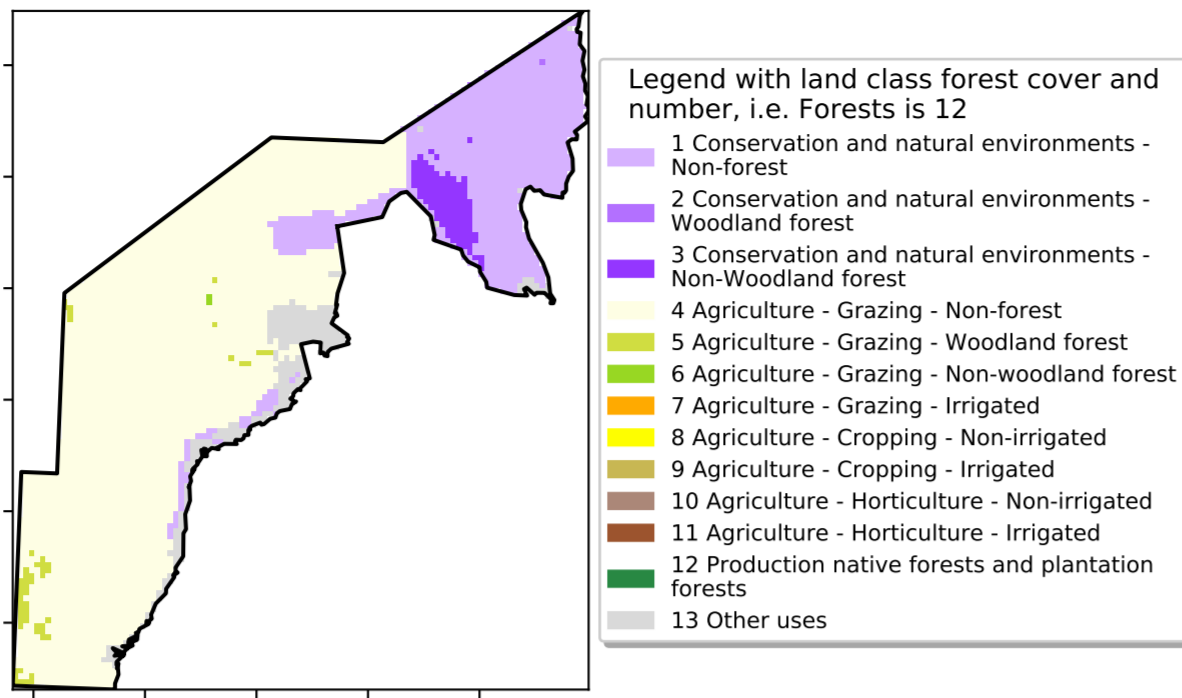 Legend with land class forest cover and
number, i.e. Forests is 12
1 Conservation and natural environments -
Non-forest
2 Conservation and natural environments -
Woodland forest
3 Conservation and natural environments -
Non-Woodland forest
4 Agriculture - Grazing - Non-forest
5 Agriculture - Grazing - Woodland forest
6 Agriculture - Grazing - Non-woodland forest
7 Agriculture - Grazing - Irrigated
8 Agriculture - Cropping - Non-irrigated
9 Agriculture - Cropping - Irrigated
10 Agriculture - Horticulture - Non-irrigated
11 Agriculture - Horticulture - Irrigated
12 Production native forests and plantation
forests
13 Other uses